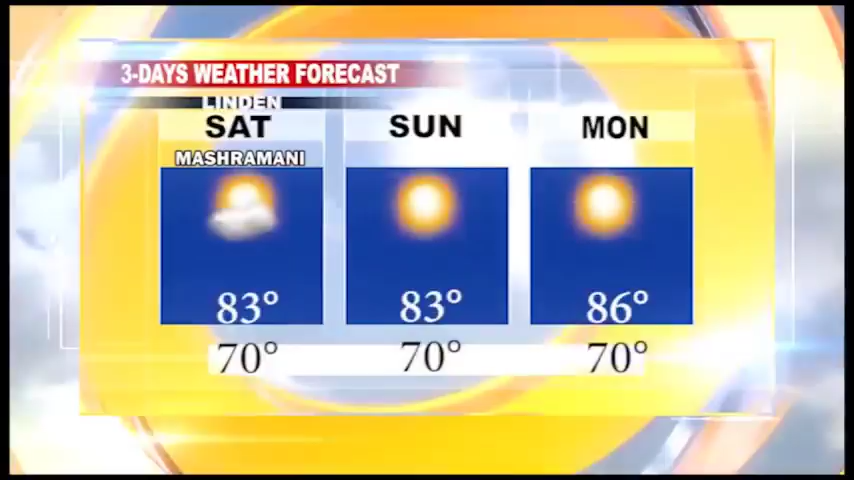 3-DAYS WEATHER FORECAST
LINDEN
SAT SUN MON
MASHRAMANI
83° 83° 86°
70° 70° 70°